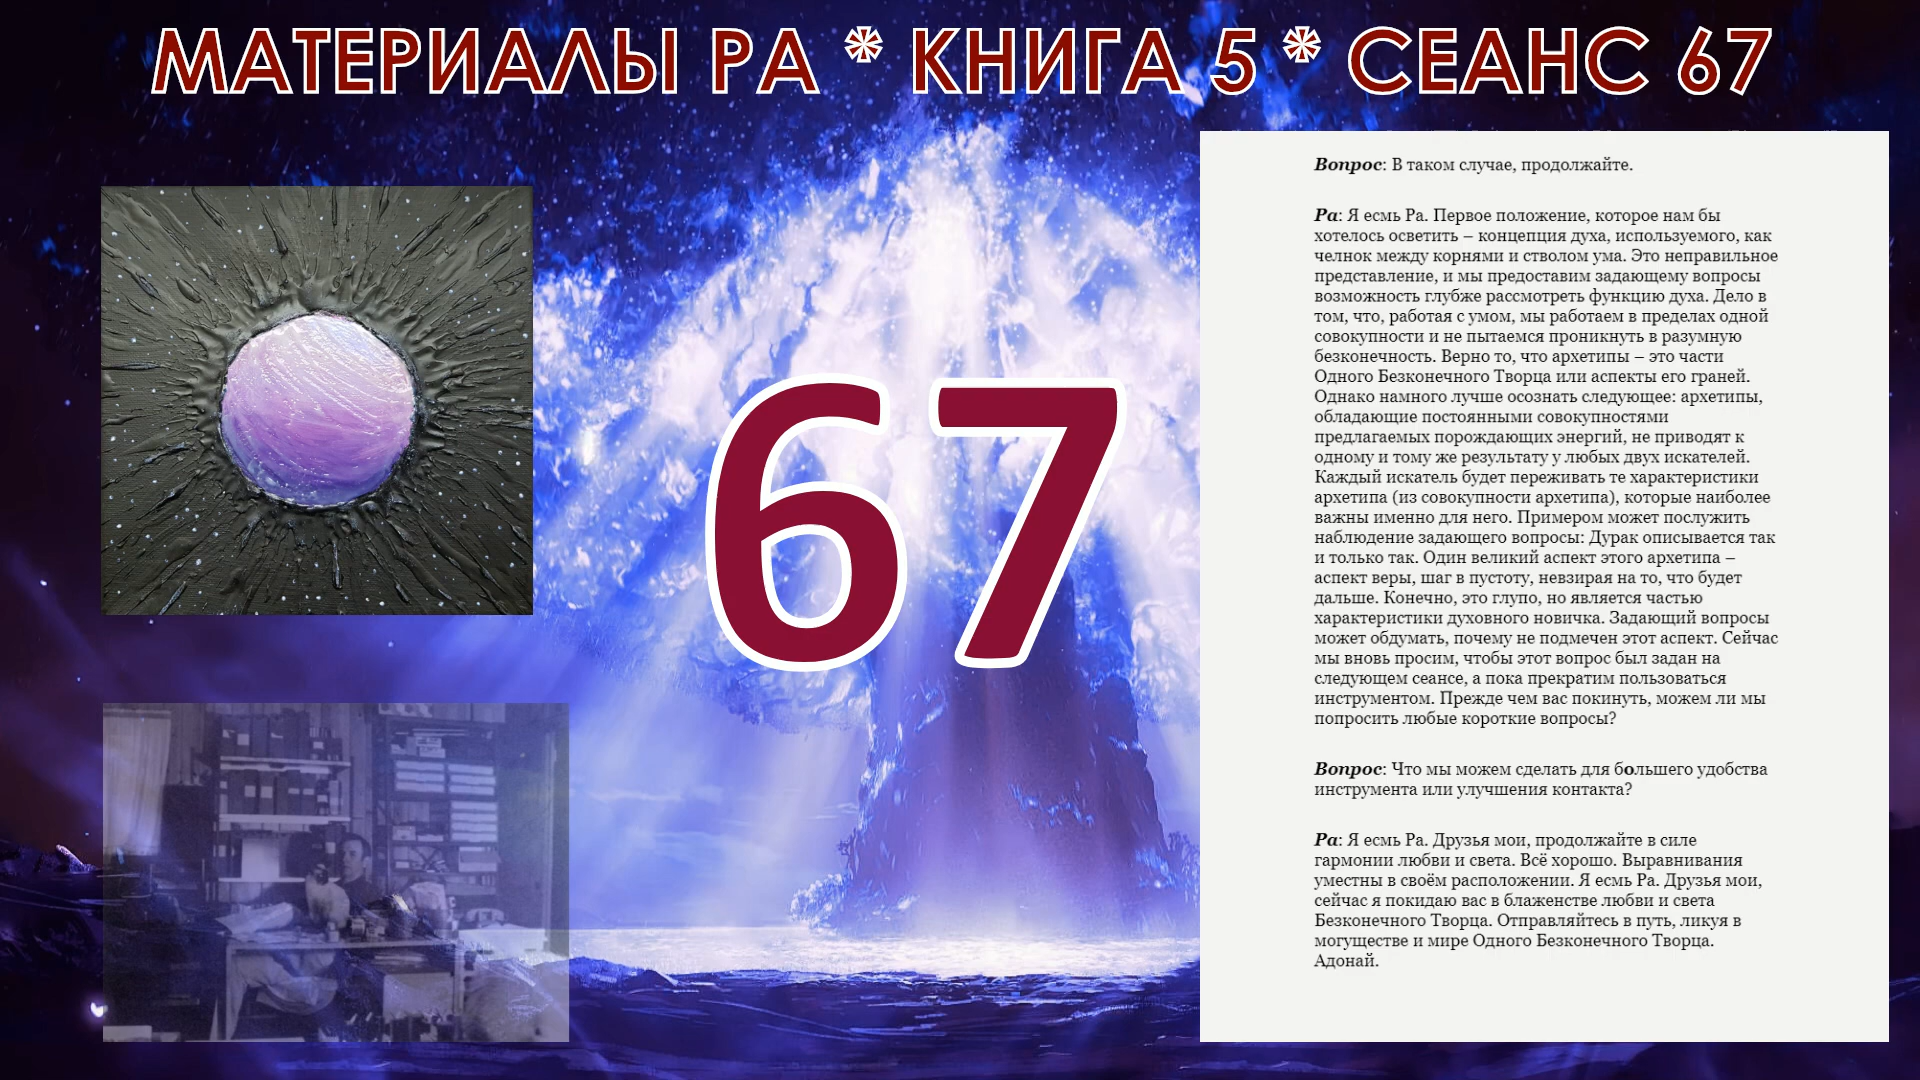 МАТЕРИАЛЫ РА * КНИГА 5 * СЕАНС 67
67
Вопрос: В таком случае, продолжайте.
Ра: Я есмь Ра. Первое положение, которое нам бы
хотелось осветить – концепция духа, используемого, как
челнок между корнями и стволом ума. Это неправильное
представление, и мы предоставим задающему вопросы
возможность глубже рассмотреть функцию духа. Дело в
том, что, работая с умом, мы работаем в пределах одной
совокупности и не пытаемся проникнуть в разумную
безконечность. Верно то, что архетипы – это части
Одного Безконечного Творца или аспекты его граней.
Однако намного лучше осознать следующее: архетипы,
обладающие постоянными совокупностями
предлагаемых порождающих энергий, не приводят к
одному и тому же результату у любых двух искателей.
Каждый искатель будет переживать те характеристики
архетипа (из совокупности архетипа), которые наиболее
важны именно для него. Примером может послужить
наблюдение задающего вопросы: Дурак описывается так
и только так. Один великий аспект этого архетипа –
аспект веры, шаг в пустоту, невзирая на то, что будет
дальше. Конечно, это глупо, но является частью
характеристики духовного новичка. Задающий вопросы
может обдумать, почему не подмечен этот аспект. Сейчас
мы вновь просим, чтобы этот вопрос был задан на
следующем сеансе, а пока прекратим пользоваться
инструментом. Прежде чем вас покинуть, можем ли мы
попросить любые короткие вопросы?
Вопрос: Что мы можем сделать для большего удобства
инструмента или улучшения контакта?
Ра: Я есмь Ра. Друзья мои, продолжайте в силе
гармонии любви и света. Всё хорошо. Выравнивания
уместны в своём расположении. Я есмь Ра. Друзья мои,
сейчас я покидаю вас в блаженстве любви и света
Безконечного Творца. Отправляйтесь в путь, ликуя в
могуществе и мире Одного Безконечного Творца.
Адонай.